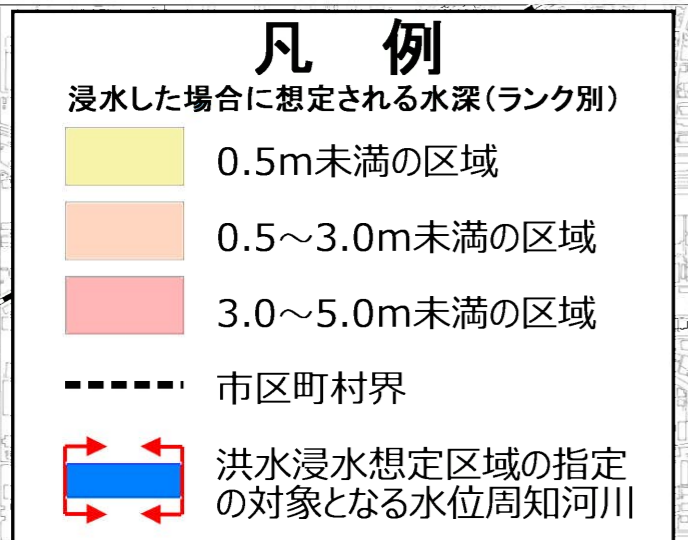 凡　例
浸水した場合に想定される水深(ランク別)
0.5m未満の区域
0.5～3.0m未満の区域
3.0～5.0m未満の区域
市区町村界
洪水浸水想定区域の指定
の対象となる水位周知河川